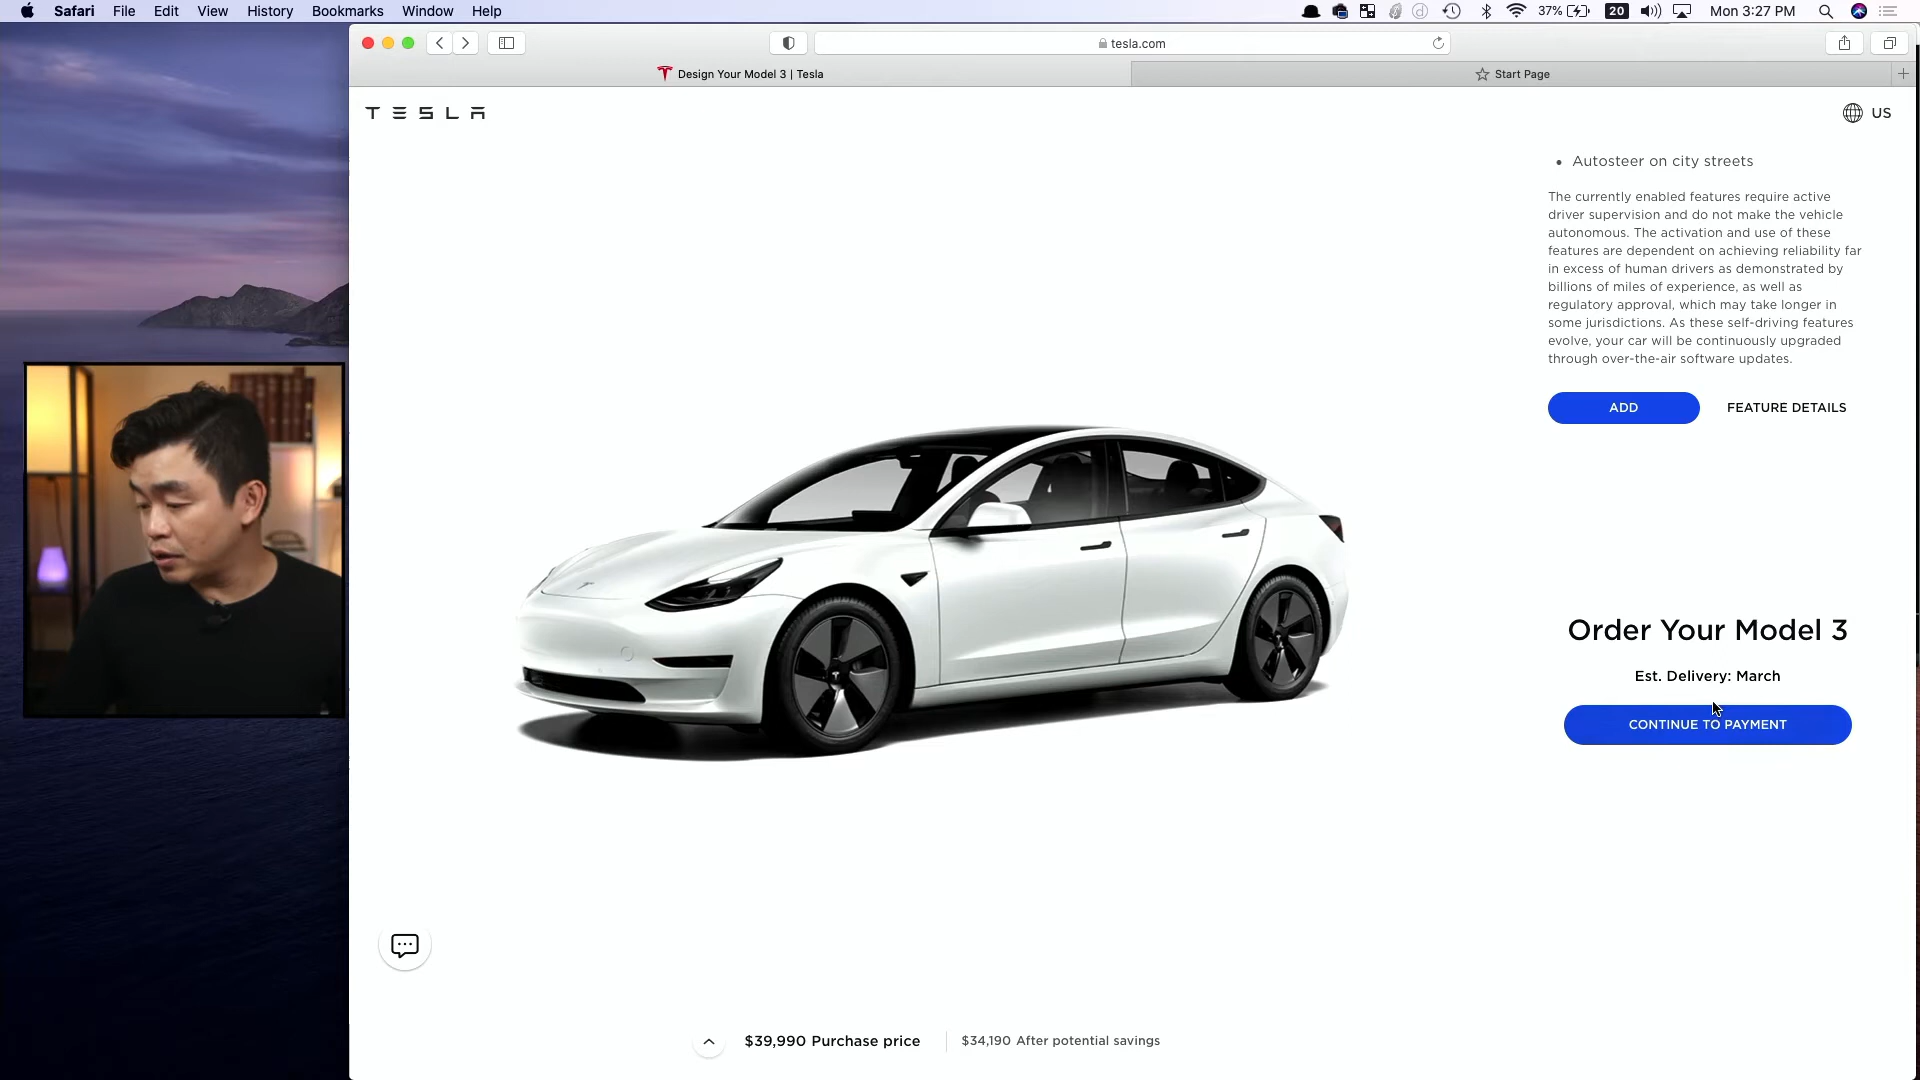 Safari File Edit View History Bookmarks Window Help
37% 20 Mon 3:27 PM
tesla.com
Design Your Model 3 | Tesla
Start Page
TESLA
US
• Autosteer on city streets
The currently enabled features require active
driver supervision and do not make the vehicle
autonomous. The activation and use of these
features are dependent on achieving reliability far
in excess of human drivers as demonstrated by
billions of miles of experience, as well as
regulatory approval, which may take longer in
some jurisdictions. As these self-driving features
evolve, your car will be continuously upgraded
through over-the-air software updates.
ADD
FEATURE DETAILS
Order Your Model 3
Est. Delivery: March
CONTINUE TO PAYMENT
$39,990 Purchase price
$34,190 After potential savings